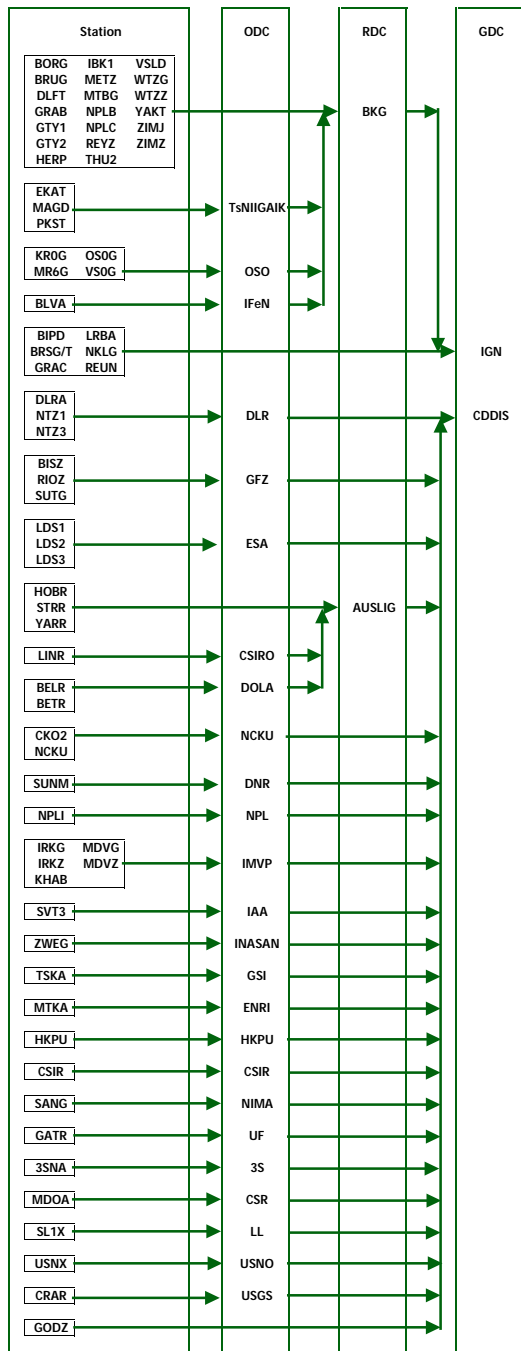 Station ODC RDC GDC
BORG IBK1 VSLD
BRUG METZ WTZG
DLFT MTBG WTZZ
GRAB NPLB YAKT BKG
GTY1 NPLC ZIMJ
GTY2 REYZ ZIMZ
HERP THU2
EKAT
MAGD TsNIIGAIK
PKST
KR0G OS0G
MR6G VS0G OSO
BLVA IFeN
BIPD LRBA
BRSG/T NKLG IGN
GRAC REUN
DLRA
NTZ1 DLR CDDIS
NTZ3
BISZ
RIOZ GFZ
SUTG
LDS1
LDS2 ESA
LDS3
HOBR
STRR AUSLIG
YARR
LINR CSIRO
BELR DOLA
BETR
CKO2 NCKU
NCKU
SUNM DNR
NPLI NPL
IRKG MDVG
IRKZ MDVZ IMVP
KHAB
SVT3 IAA
ZWEG INASAN
TSKA GSI
MTKA ENRI
HKPU HKPU
CSIR CSIR
SANG NIMA
GATR UF
3SNA 3S
MDOA CSR
SL1X LL
USNX USNO
CRAR USGS
GODZ